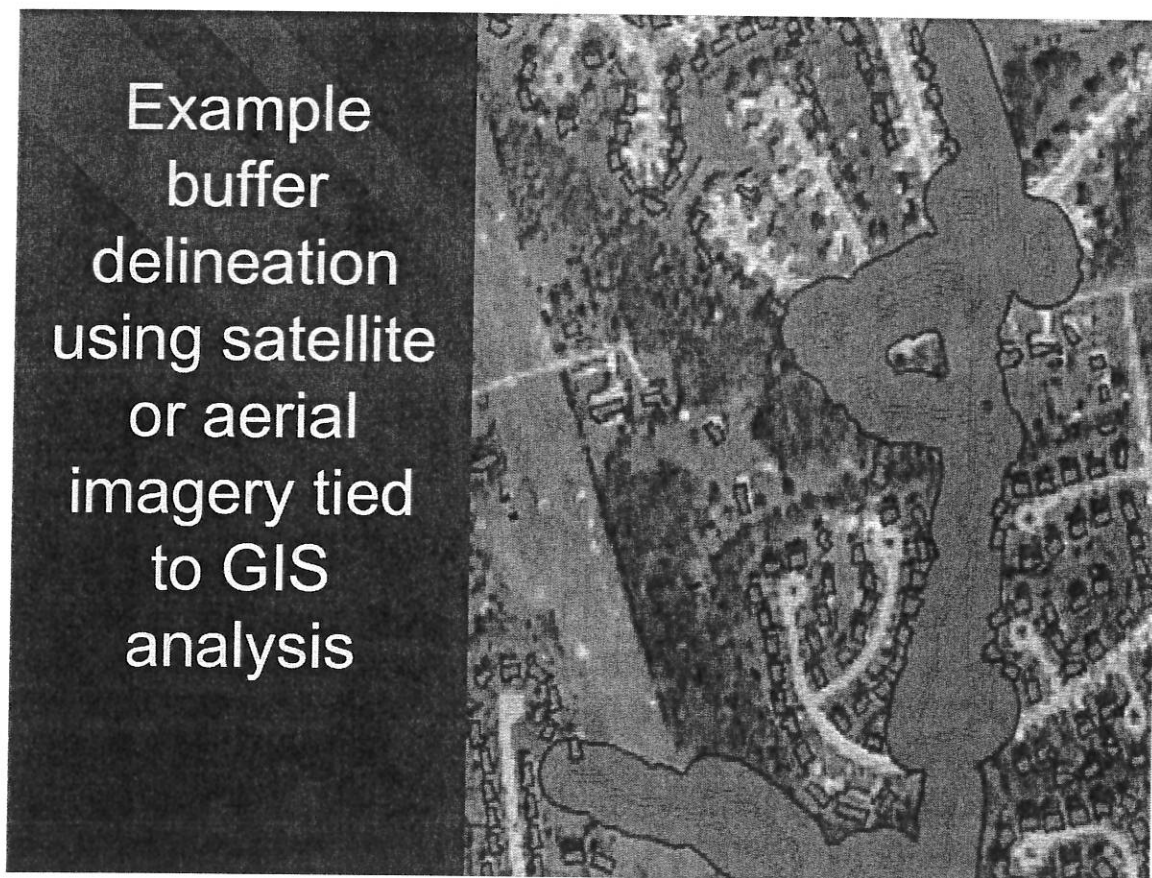 Example
buffer
delineation
using satellite
or aerial
imagery tied
to GIS
analysis